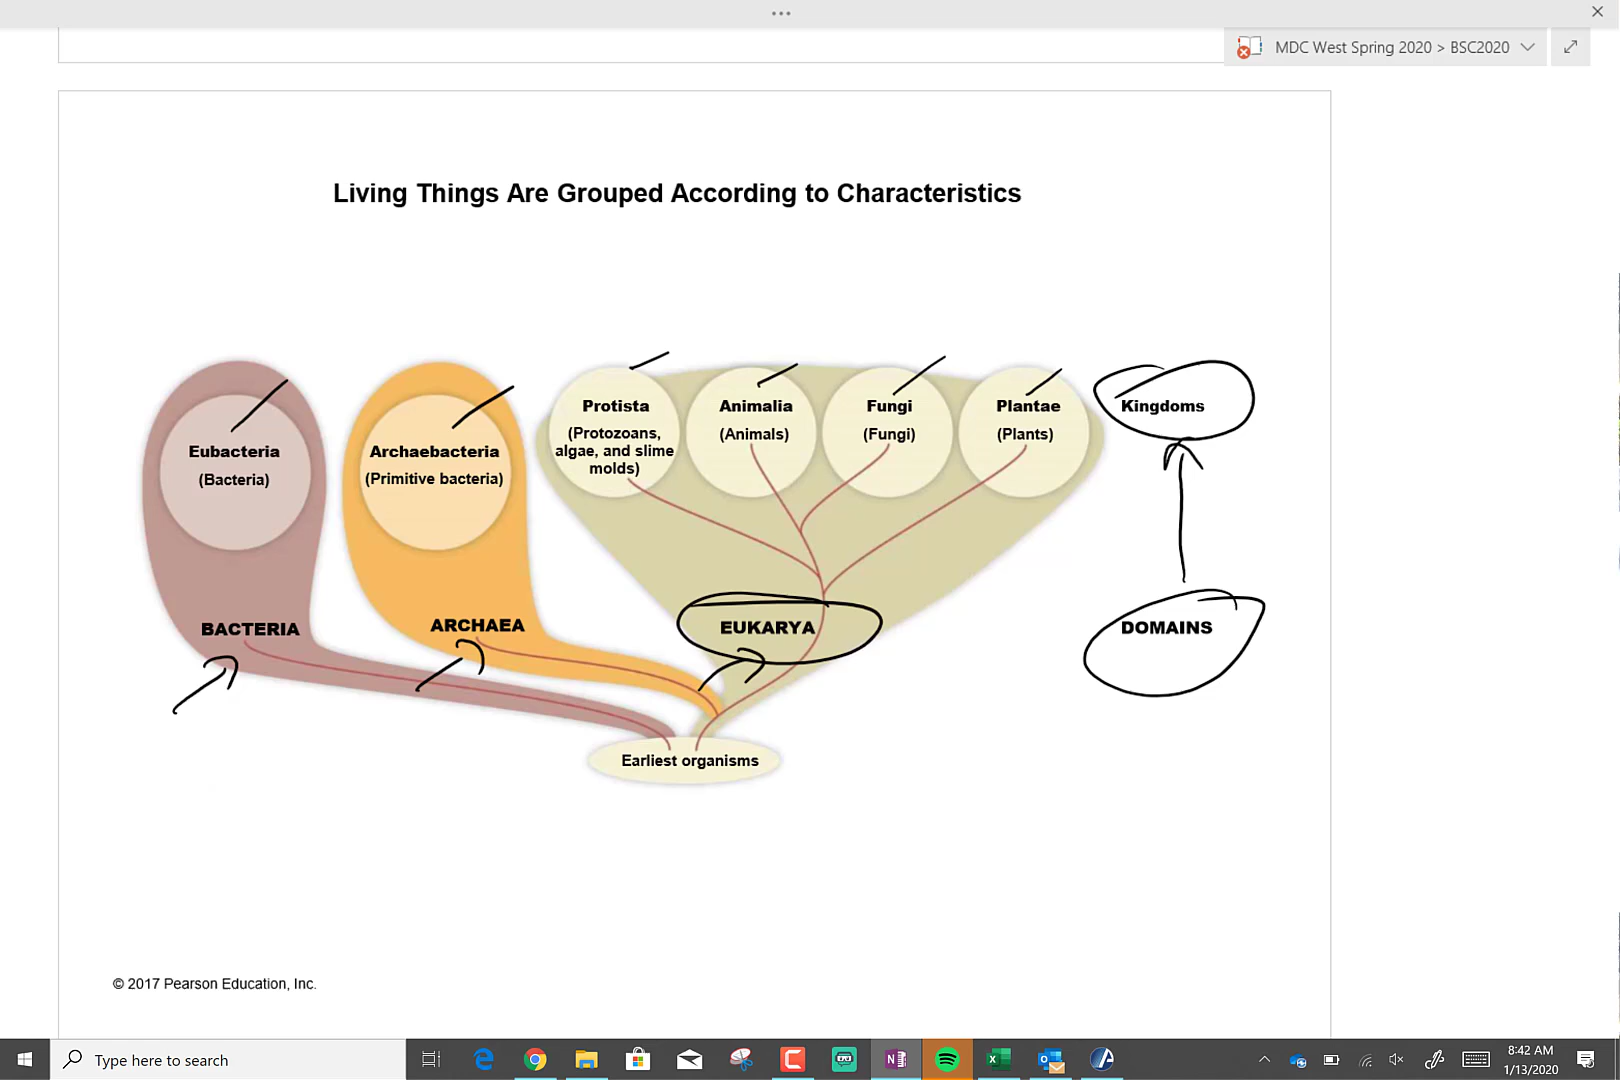 MDC West Spring 2020 > BSC2020
Living Things Are Grouped According to Characteristics
Eubacteria
(Bacteria)
Archaebacteria
(Primitive bacteria)
Protista
(Protozoans,
algae, and slime
molds)
Animalia
(Animals)
Fungi
(Fungi)
Plantae
(Plants)
Kingdoms
BACTERIA
ARCHAEA
EUKARYA
DOMAINS
Earliest organisms
© 2017 Pearson Education, Inc.
Type here to search
8:42 AM
1/13/2020